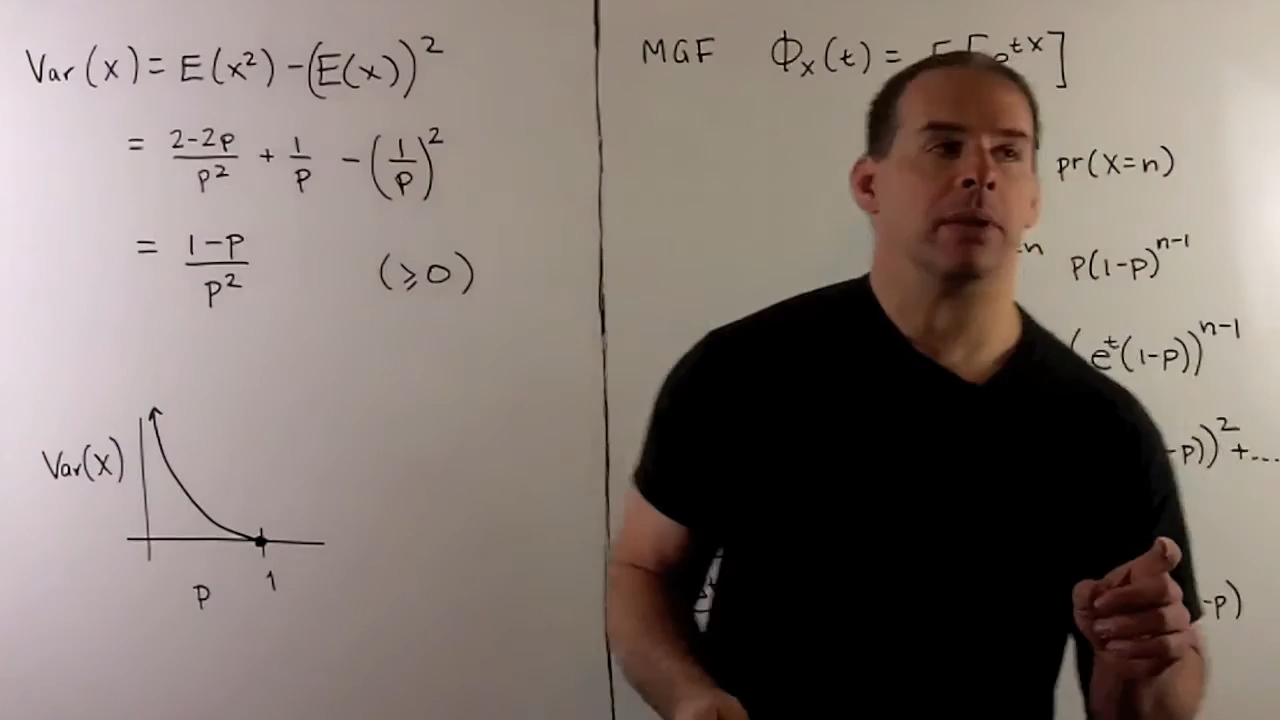 Var(x) = E(x²) - (E(x))²
= 2-2p/p² + 1/p - (1/p)²
= 1-p/p² (≥0)
Var(X)
p 1
MGF Φx(t) = E[e^tx]
pr(X=n)
-n p(1-p)^n-1
(e^t(1-p))^n-1
-p))² + ...
-p)